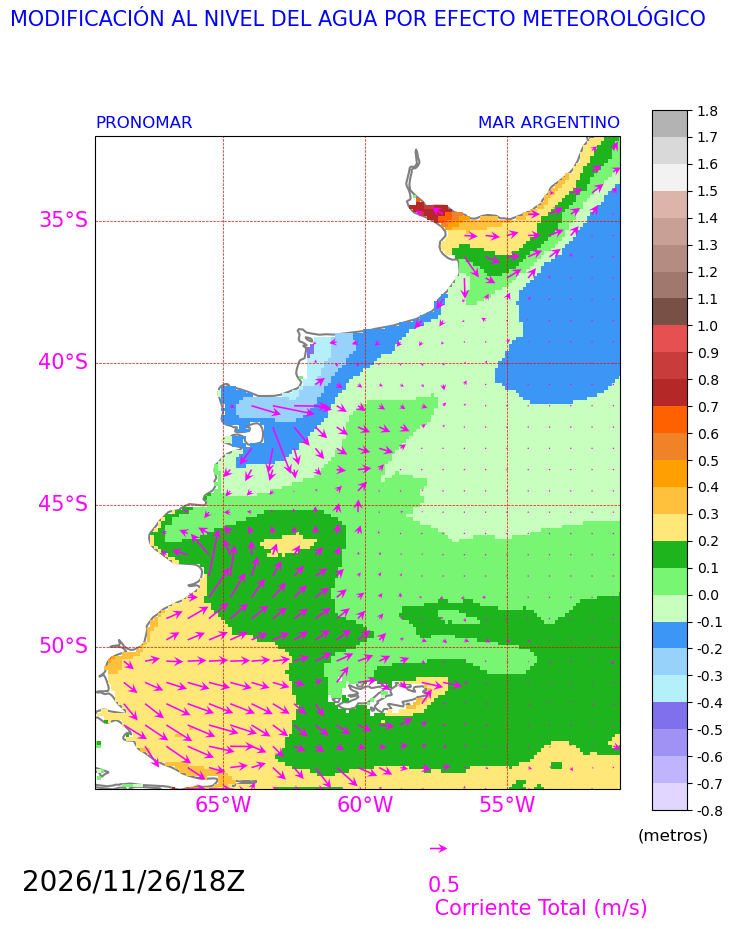 MODIFICACIÓN AL NIVEL DEL AGUA POR EFECTO METEOROLÓGICO
PRONOMAR MAR ARGENTINO
35°S
40°S
45°S
50°S
65°W 60°W 55°W
1.8
1.7
1.6
1.5
1.4
1.3
1.2
1.1
1.0
0.9
0.8
0.7
0.6
0.5
0.4
0.3
0.2
0.1
0.0
-0.1
-0.2
-0.3
-0.4
-0.5
-0.6
-0.7
-0.8
(metros)
2026/11/26/18Z
0.5
Corriente Total (m/s)